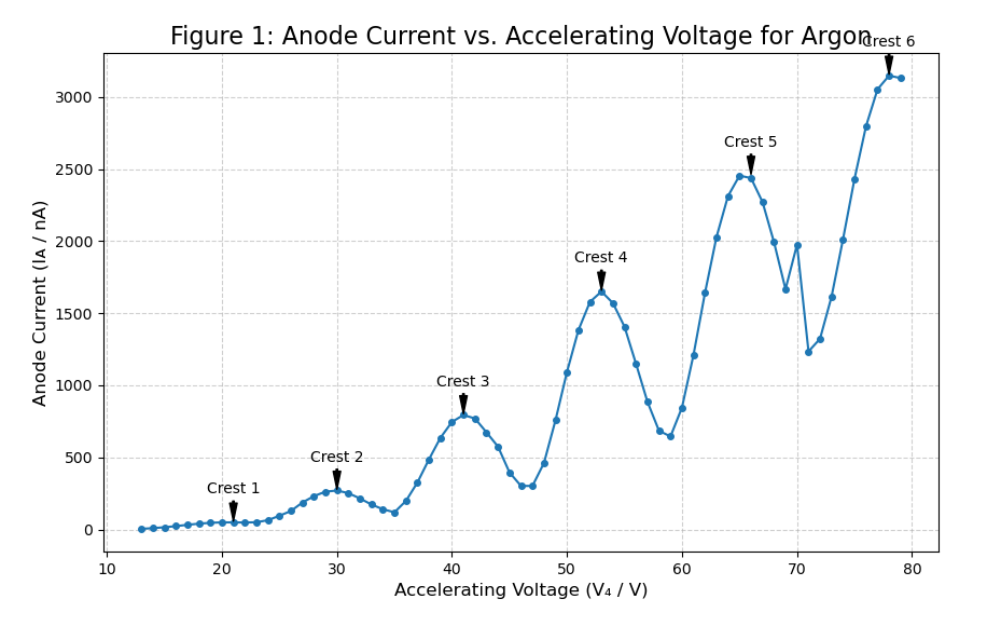 Figure 1: Anode Current vs. Accelerating Voltage for Argon
Crest 6
Crest 5
Crest 4
Crest 3
Crest 2
Crest 1
Anode Current (Iᴀ / nA)
3000
2500
2000
1500
1000
500
0
10 20 30 40 50 60 70 80
Accelerating Voltage (V₄ / V)